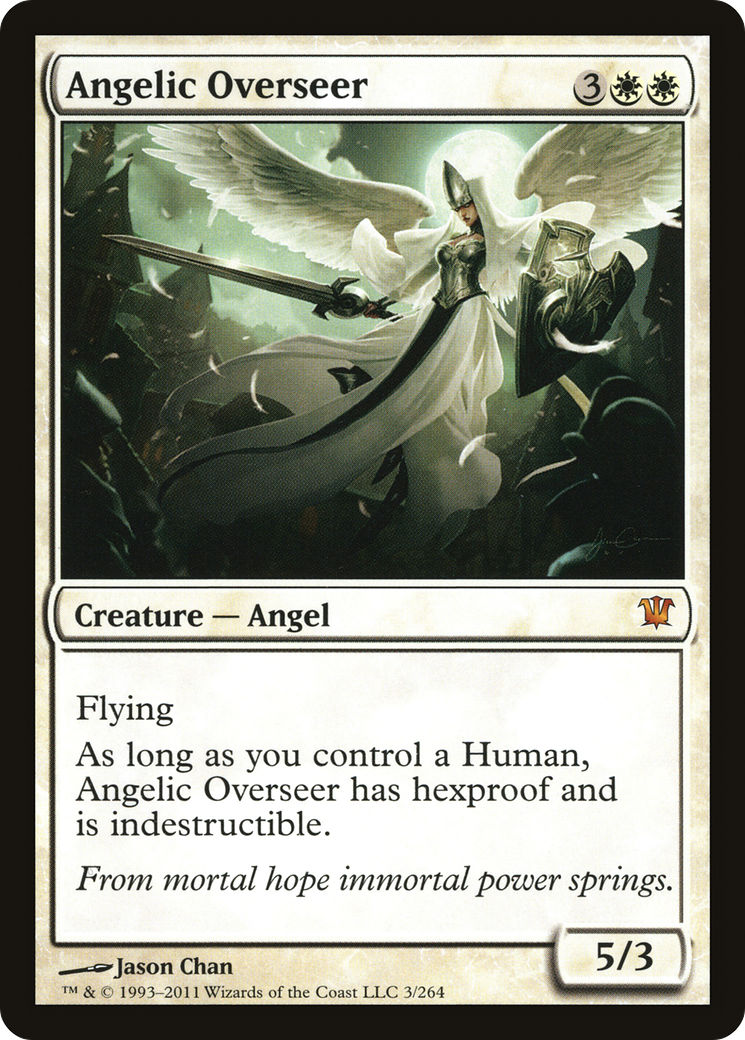 Angelic Overseer 3
Creature — Angel
Flying
As long as you control a Human,
Angelic Overseer has hexproof and
is indestructible.
From mortal hope immortal power springs.
5/3
Jason Chan
™ & © 1993–2011 Wizards of the Coast LLC 3/264